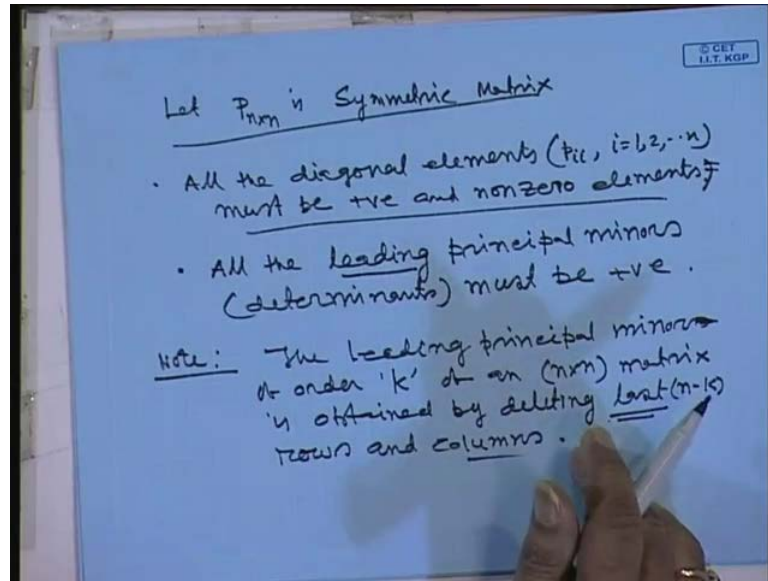 © CET
I.I.T. KGP
Let Pnxn is Symmetric Matrix
· All the diagonal elements (pii, i=1,2,--n)
must be +ve and nonzero elements.
· All the leading principal minors
(determinants) must be +ve.
Note: The leading principal minor
of order 'k' of an (nxn) matrix
is obtained by deleting last (n-k)
rows and columns.